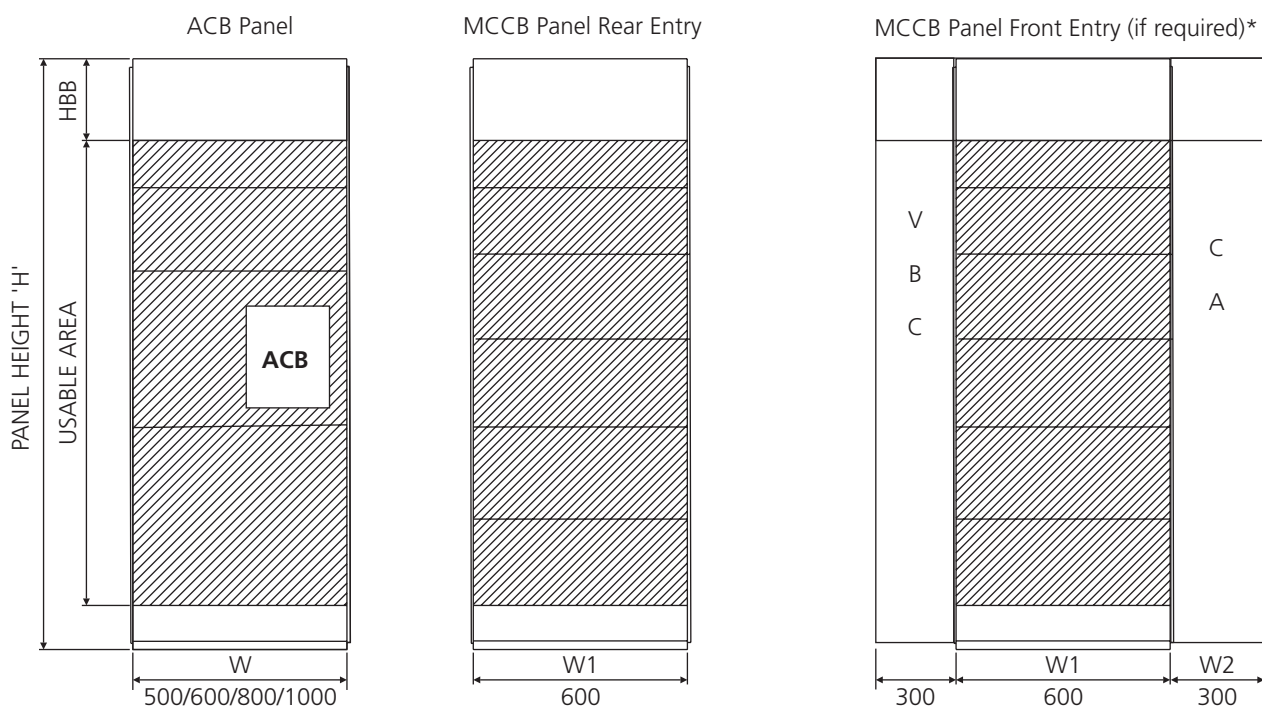 ACB Panel
MCCB Panel Rear Entry
MCCB Panel Front Entry (if required)*
PANEL HEIGHT 'H'
HBB
USABLE AREA
ACB
V
B
C
C
A
W
500/600/800/1000
W1
600
300
W1
600
W2
300